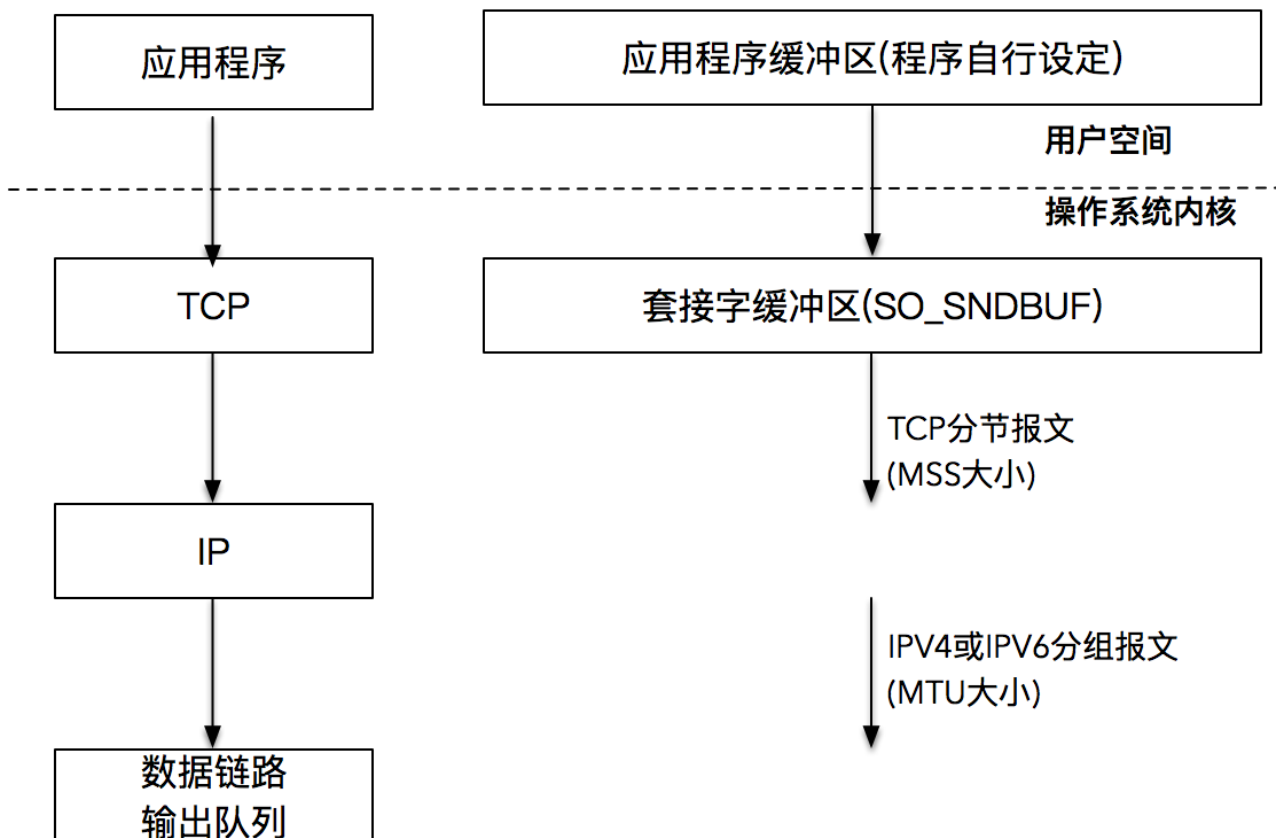 应用程序
应用程序缓冲区(程序自行设定)
用户空间
操作系统内核
TCP
套接字缓冲区(SO_SNDBUF)
TCP分节报文
(MSS大小)
IP
IPV4或IPV6分组报文
(MTU大小)
数据链路
输出队列